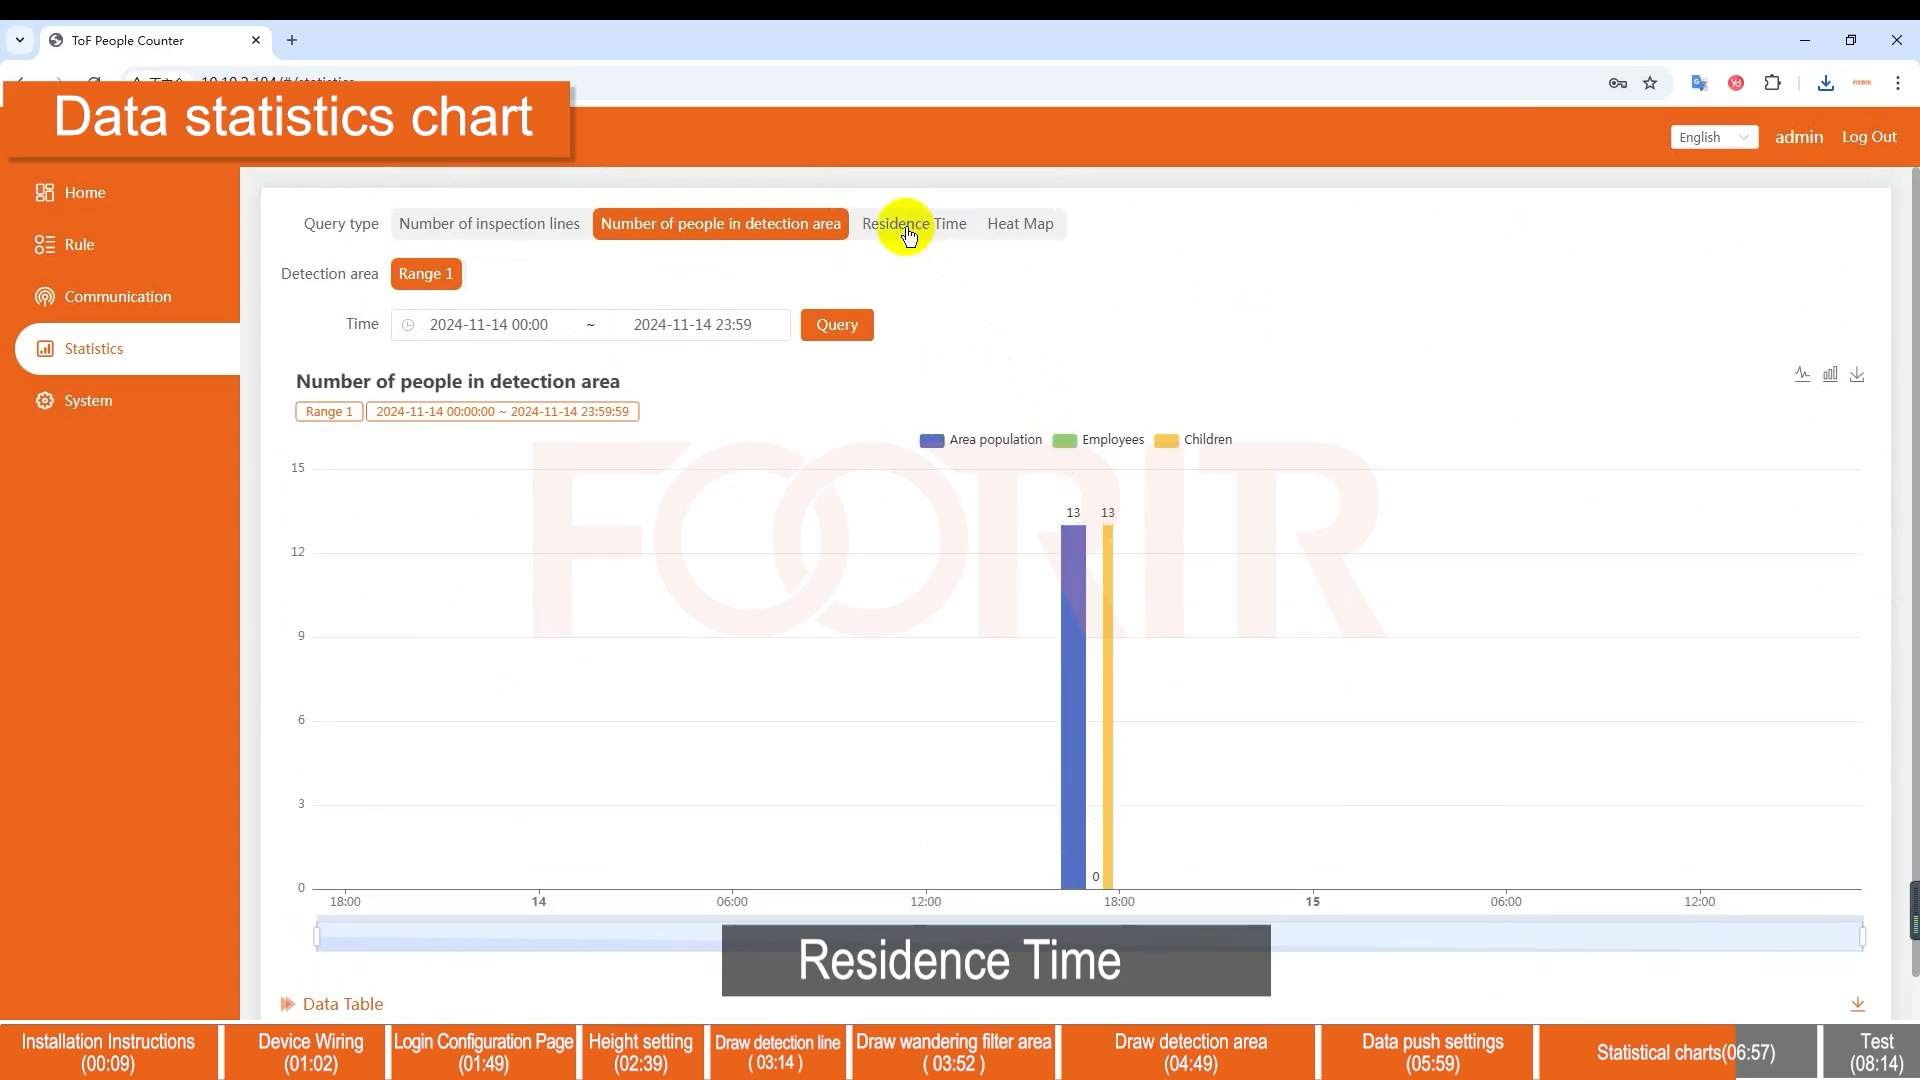 ToF People Counter
Data statistics chart
English
admin
Log Out
Home
Rule
Communication
Statistics
System
Query type
Number of inspection lines
Number of people in detection area
Residence Time
Heat Map
Detection area
Range 1
Time
2024-11-14 00:00
~
2024-11-14 23:59
Query
Number of people in detection area
Range 1
2024-11-14 00:00:00 ~ 2024-11-14 23:59:59
Area population
Employees
Children
FOORIR
15
12
9
6
3
0
13
13
0
18:00
14
06:00
12:00
18:00
15
06:00
12:00
Residence Time
Data Table
Installation Instructions
(00:09)
Device Wiring
(01:02)
Login Configuration Page
(01:49)
Height setting
(02:39)
Draw detection line
( 03:14 )
Draw wandering filter area
( 03:52 )
Draw detection area
(04:49)
Data push settings
(05:59)
Statistical charts(06:57)
Test
(08:14)